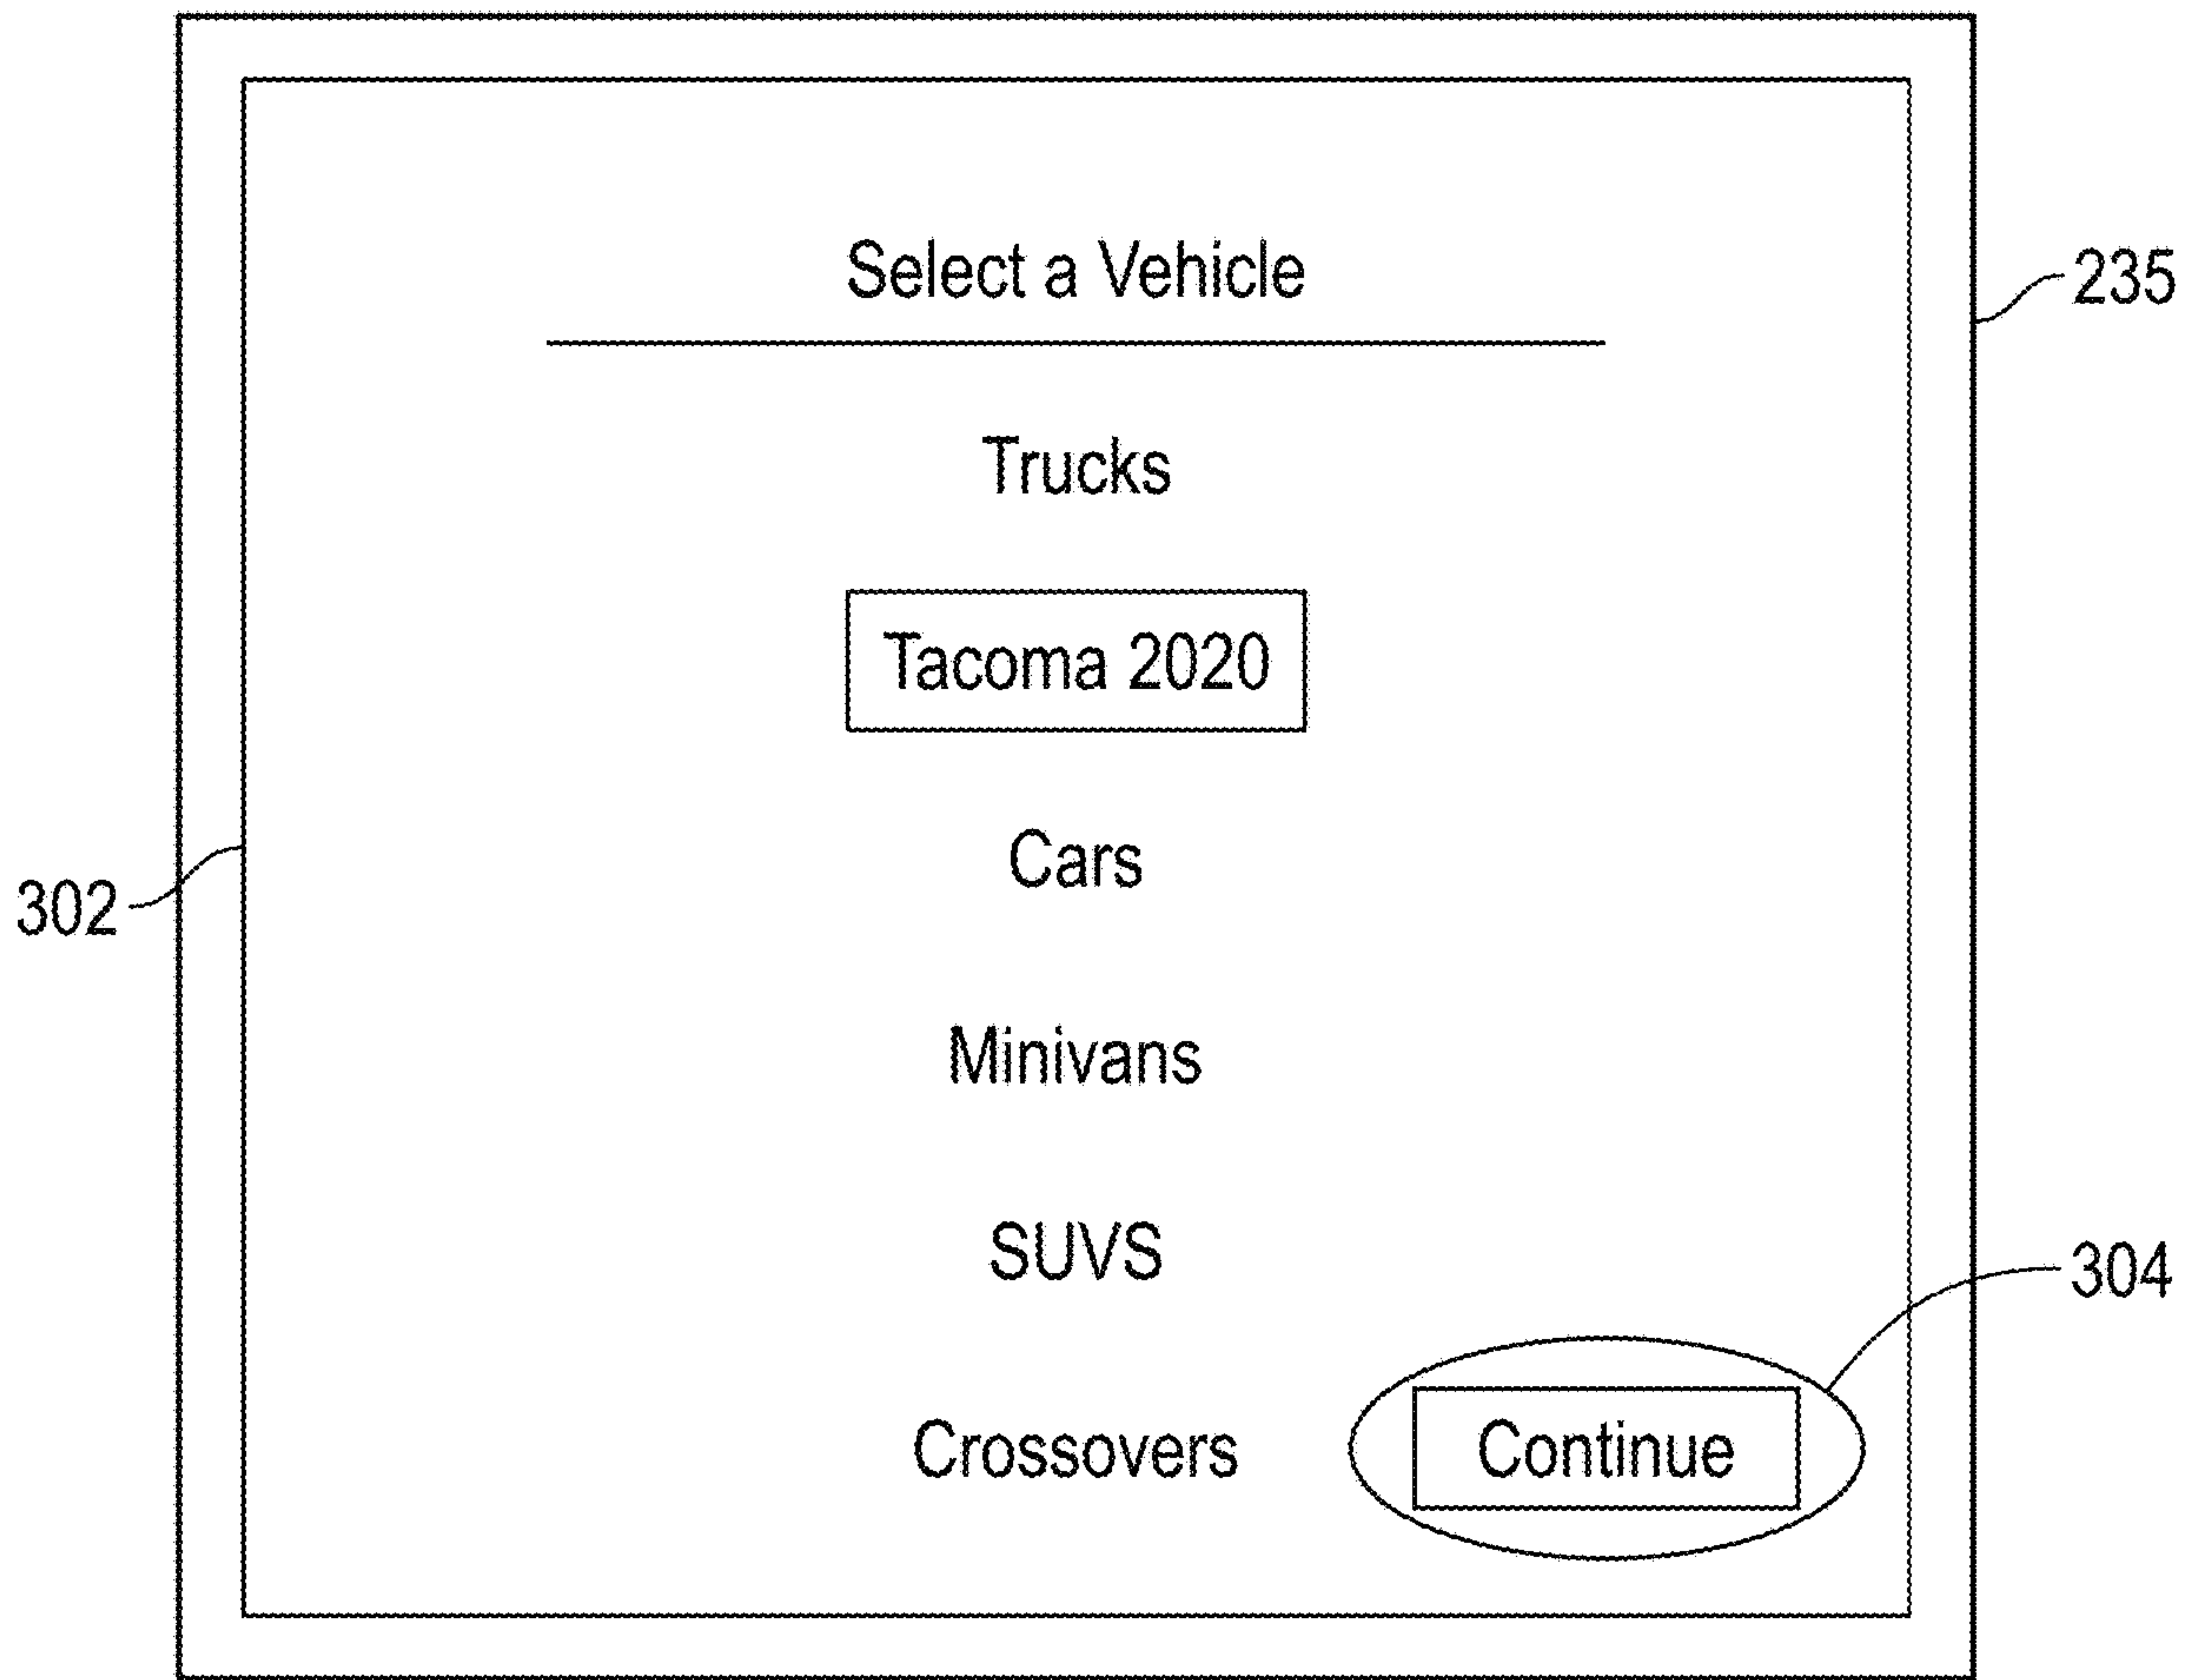 Select a Vehicle
235
Trucks
Tacoma 2020
Cars
302
Minivans
SUVS
304
Crossovers
Continue